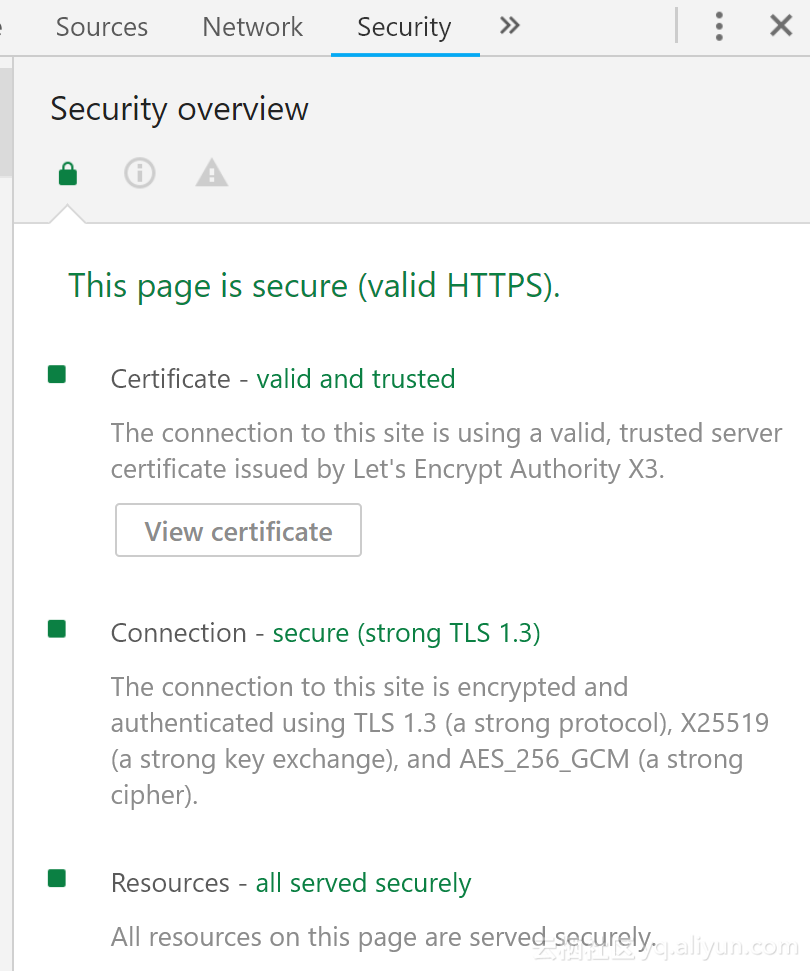 Sources Network Security
Security overview
This page is secure (valid HTTPS).
Certificate - valid and trusted
The connection to this site is using a valid, trusted server
certificate issued by Let's Encrypt Authority X3.
View certificate
Connection - secure (strong TLS 1.3)
The connection to this site is encrypted and
authenticated using TLS 1.3 (a strong protocol), X25519
(a strong key exchange), and AES_256_GCM (a strong
cipher).
Resources - all served securely
All resources on this page are served securely.
云栖社区 yq.aliyun.com